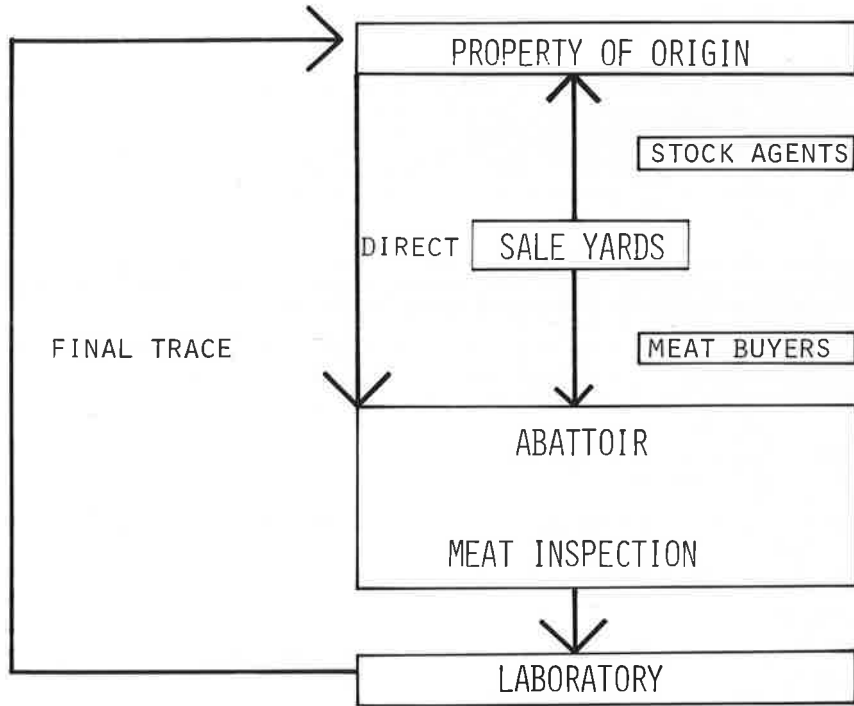 PROPERTY OF ORIGIN
STOCK AGENTS
DIRECT
SALE YARDS
FINAL TRACE
MEAT BUYERS
ABATTOIR
MEAT INSPECTION
LABORATORY